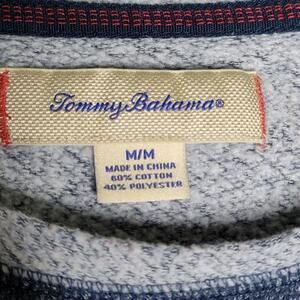 Tommy Bahama®
M/M
MADE IN CHINA
60% COTTON
40% POLYESTER